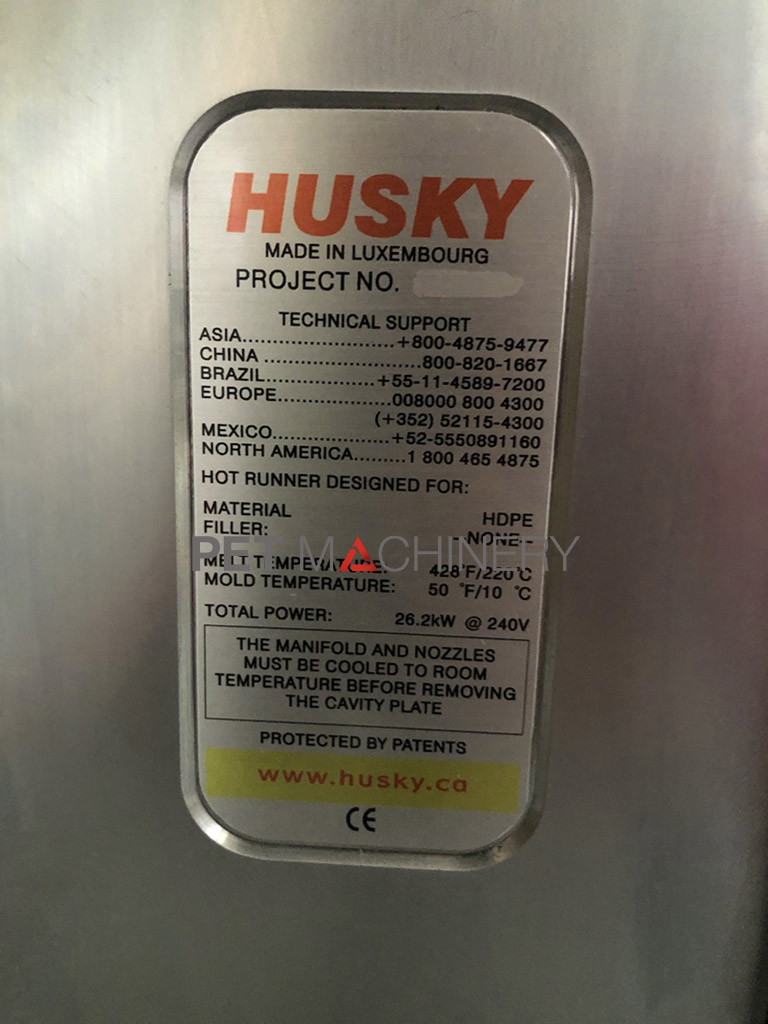 HUSKY
MADE IN LUXEMBOURG
PROJECT NO.
TECHNICAL SUPPORT
ASIA.........................+800-4875-9477
CHINA ..........................800-820-1667
BRAZIL..................+55-11-4589-7200
EUROPE...................008000 800 4300
(+352) 52115-4300
MEXICO....................+52-5550891160
NORTH AMERICA.........1 800 465 4875
HOT RUNNER DESIGNED FOR:
MATERIAL HDPE
FILLER: -NONE-
PET MACHINERY
MELT TEMPERATURE: 428°F/220°C
MOLD TEMPERATURE: 50 °F/10 °C
TOTAL POWER: 26.2kW @ 240V
THE MANIFOLD AND NOZZLES
MUST BE COOLED TO ROOM
TEMPERATURE BEFORE REMOVING
THE CAVITY PLATE
PROTECTED BY PATENTS
www.husky.ca
CE